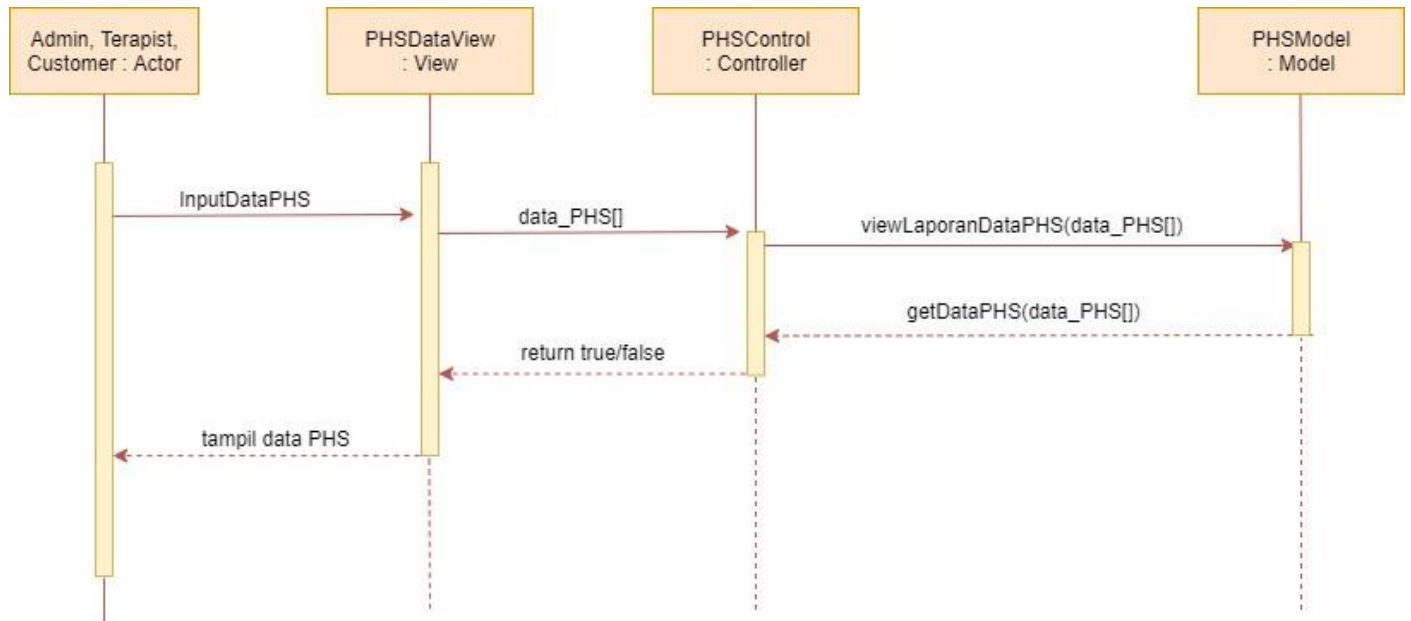 Admin, Terapist,
Customer : Actor
PHSDataView
: View
PHSControl
: Controller
PHSModel
: Model
InputDataPHS
data_PHS[]
viewLaporanDataPHS(data_PHS[])
getDataPHS(data_PHS[])
return true/false
tampil data PHS